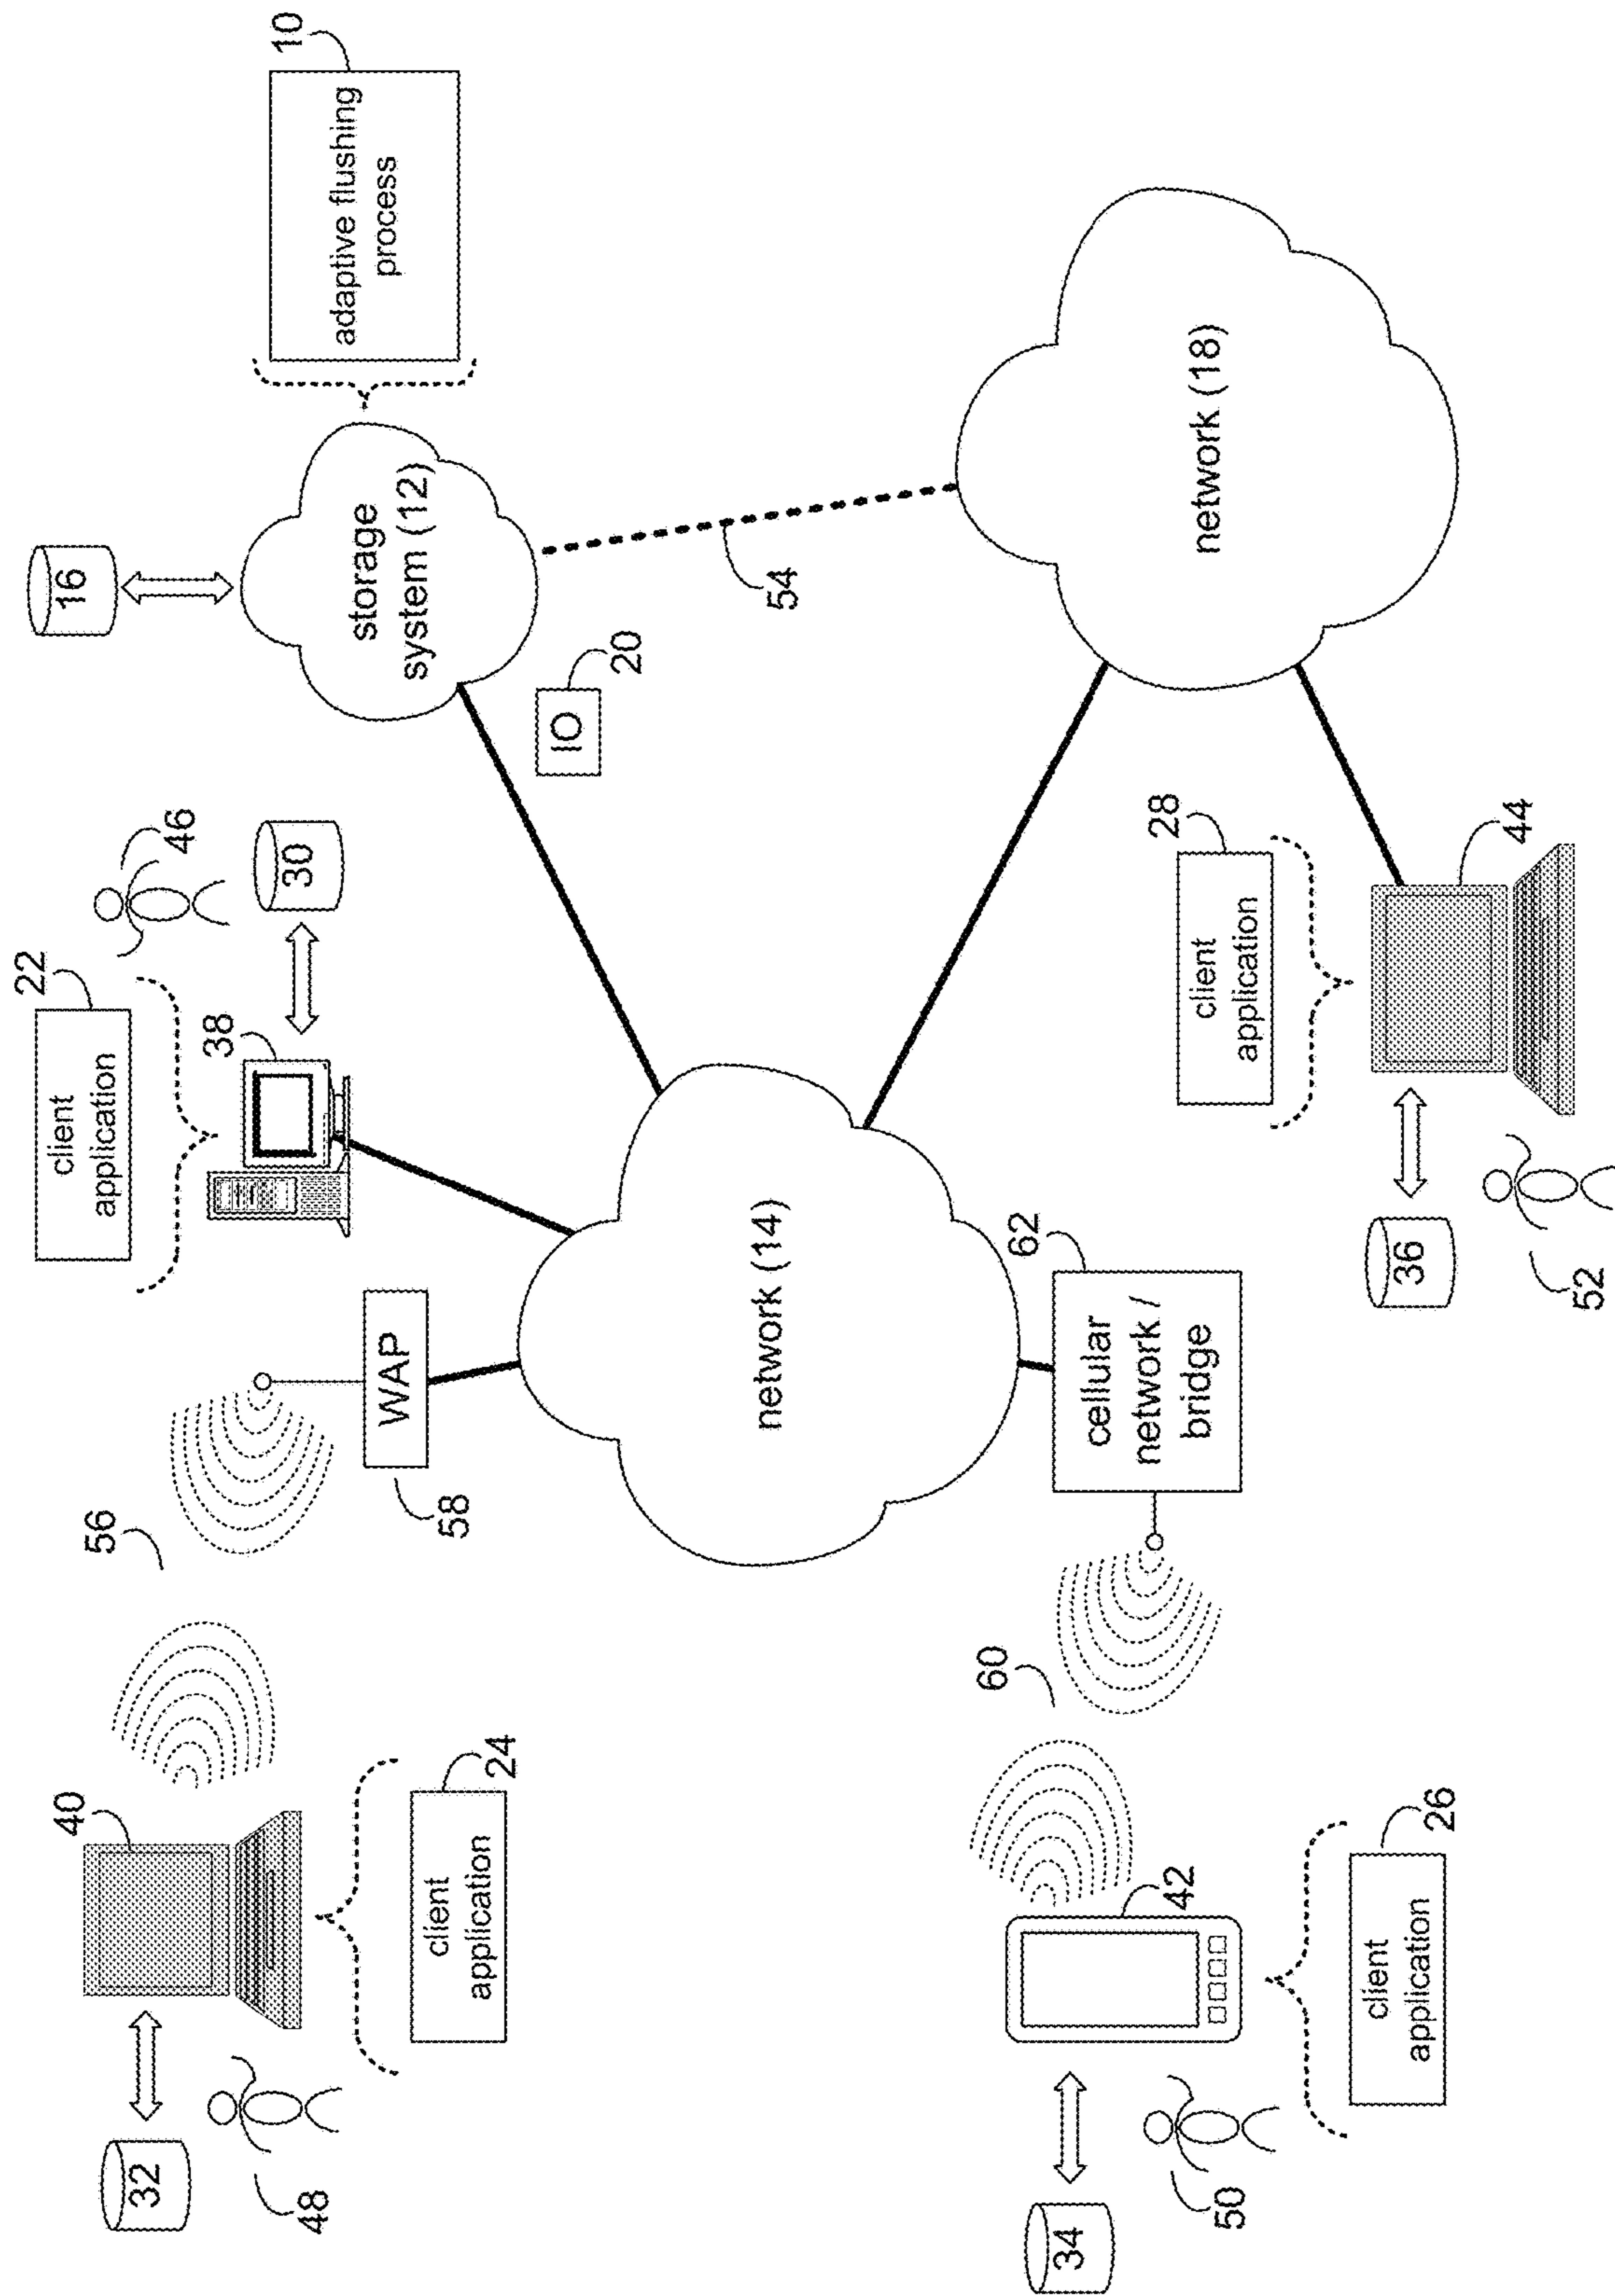 32
48
40
client
application
24
56
WAP
58
client
application
22
38
46
30
16
storage
system (12)
adaptive flushing
process
10
IO
20
54
network (14)
network (18)
34
50
42
client
application
26
60
cellular
network /
bridge
62
36
52
client
application
28
44